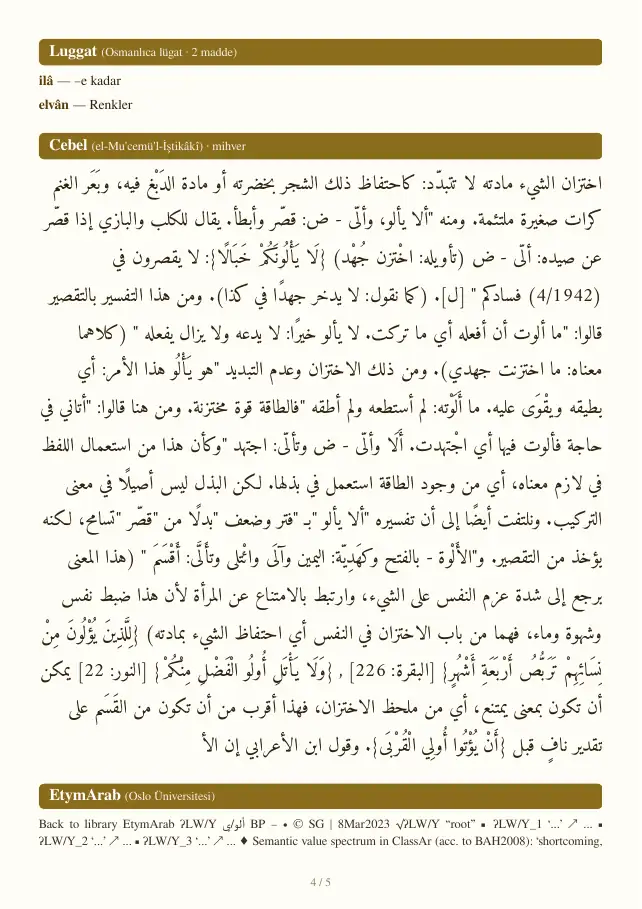 Luggat (Osmanlıca lügat · 2 madde)
ilâ — –e kadar
elvân — Renkler
Cebel (el-Mu'cemü'l-İştikâkî) · mihver
اختزان الشيء مادته لا تتبدّد: كاحتفاظ ذلك الشجر بخضرته أو مادة الدَبْغ فيه، وبَعَر الغنم
كرات صغيرة ملتئمة. ومنه "ألا يألو، وألّى - ض: قصّر وأبطأ. يقال للكلب والبازي إذا قصّر
عن صيده: ألّى - ض (تأويله: اخْتزن جُهْد) {لَا يَأْلُونَكُمْ خَبَالًا}: لا يقصرون في
(4/1942) فسادكم " [ل]. (كما نقول: لا يدخر جهدًا في كذا). ومن هذا التفسير بالتقصير
قالوا: "ما ألوت أن أفعله أي ما تركت. لا يألو خيرًا: لا يدعه ولا يزال يفعله " (كلاهما
معناه: ما اختزنت جهدي). ومن ذلك الاختزان وعدم التبديد "هو يَأْلُو هذا الأمر: أي
يطيقه ويقْوَى عليه. ما أَلَوْته: لم أستطعه ولم أطقه "فالطاقة قوة مختزنة. ومن هنا قالوا: "أتاني في
حاجة فألوت فيها أي اجْتهدت. أَلَا وألّى - ض وتألّى: اجتهد "وكأن هذا من استعمال اللفظ
في لازم معناه، أي من وجود الطاقة استعمل في بذلها. لكن البذل ليس أصيلًا في معنى
التركيب. ونلتفت أيضًا إلى أن تفسيره "ألا يألو "بـ "فتر وضعف "بدلًا من "قصّر "تسامح، لكنه
يؤخذ من التقصير. و"الأَلْوة - بالفتح وكهَدِيّة: اليمين وآلَى وائْتلى وتأَلَّى: أَقْسَمَ " (هذا المعنى
يرجع إلى شدة عزم النفس على الشيء، وارتبط بالامتناع عن المرأة لأن هذا ضبط نفس
وشهوة وماء، فهما من باب الاختزان في النفس أي احتفاظ الشيء بمادته) {لِلَّذِينَ يُؤْلُونَ مِنْ
نِسَائِهِمْ تَرَبُّصُ أَرْبَعَةِ أَشْهُرٍ} [البقرة: 226] , {وَلَا يَأْتَلِ أُولُو الْفَضْلِ مِنْكُمْ} [النور: 22] يمكن
أن تكون بمعنى يمتنع، أي من ملحظ الاختزان، فهذا أقرب من أن تكون من القَسَم على
تقدير نافٍ قبل {أَنْ يُؤْتُوا أُولِي الْقُرْبَى}. وقول ابن الأعرابي إن الأ
EtymArab (Oslo Üniversitesi)
Back to library EtymArab ʔLW/Y ألو/ي BP – • © SG | 8Mar2023 √ʔLW/Y “root” ▪ ʔLW/Y_1 ‘...’ ↗ ... ▪
ʔLW/Y_2 ‘...’ ↗ ... ▪ ʔLW/Y_3 ‘...’ ↗ ... ♦ Semantic value spectrum in ClassAr (acc. to BAH2008): ‘shortcoming,
4 / 5